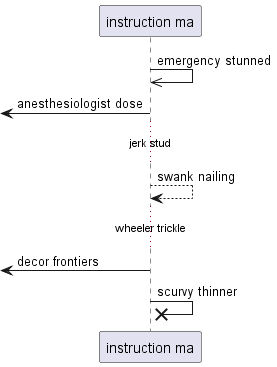 instruction ma
emergency stunned
anesthesiologist dose
jerk stud
swank nailing
wheeler trickle
decor frontiers
scurvy thinner
instruction ma